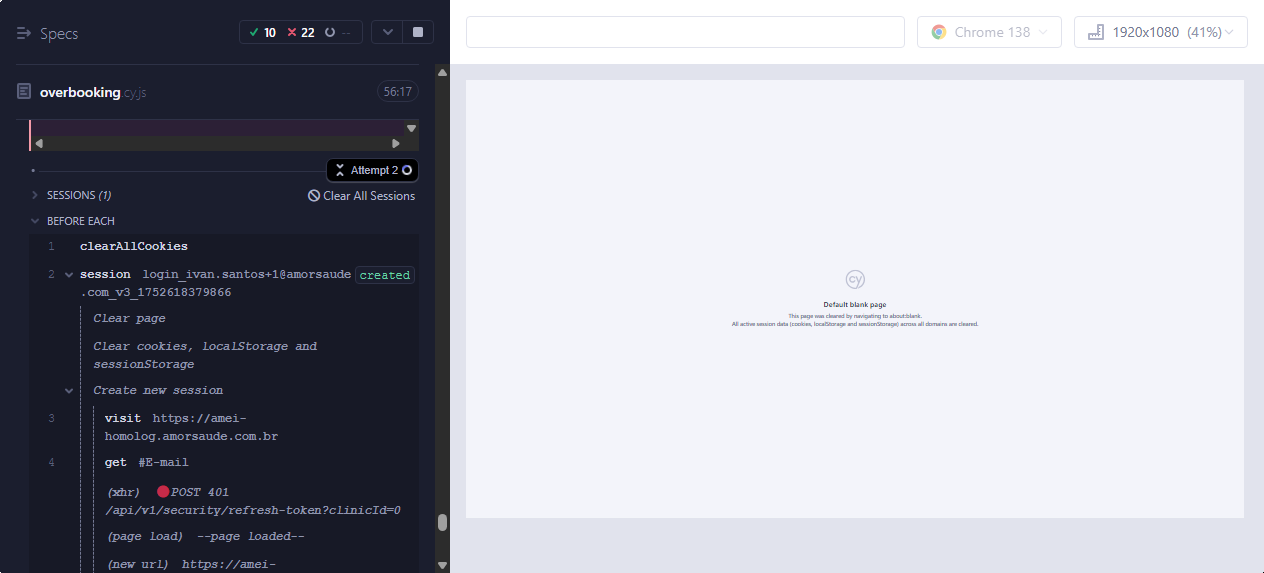 Specs
10 22 --
Chrome 138
1920x1080 (41%)
overbooking.cy.js
56:17
Attempt 2
SESSIONS (1)
Clear All Sessions
BEFORE EACH
1 clearAllCookies
2 session login_ivan.santos+1@amorsaude created
.com_v3_1752618379866
Clear page
Clear cookies, localStorage and
sessionStorage
Create new session
3 visit https://amei-
homolog.amorsaude.com.br
4 get #E-mail
(xhr) POST 401
/api/v1/security/refresh-token?clinicId=0
(page load) --page loaded--
(new url) https://amei-
cy
Default blank page
This page was cleared by navigating to about:blank.
All active session data (cookies, localStorage and sessionStorage) across all domains are cleared.